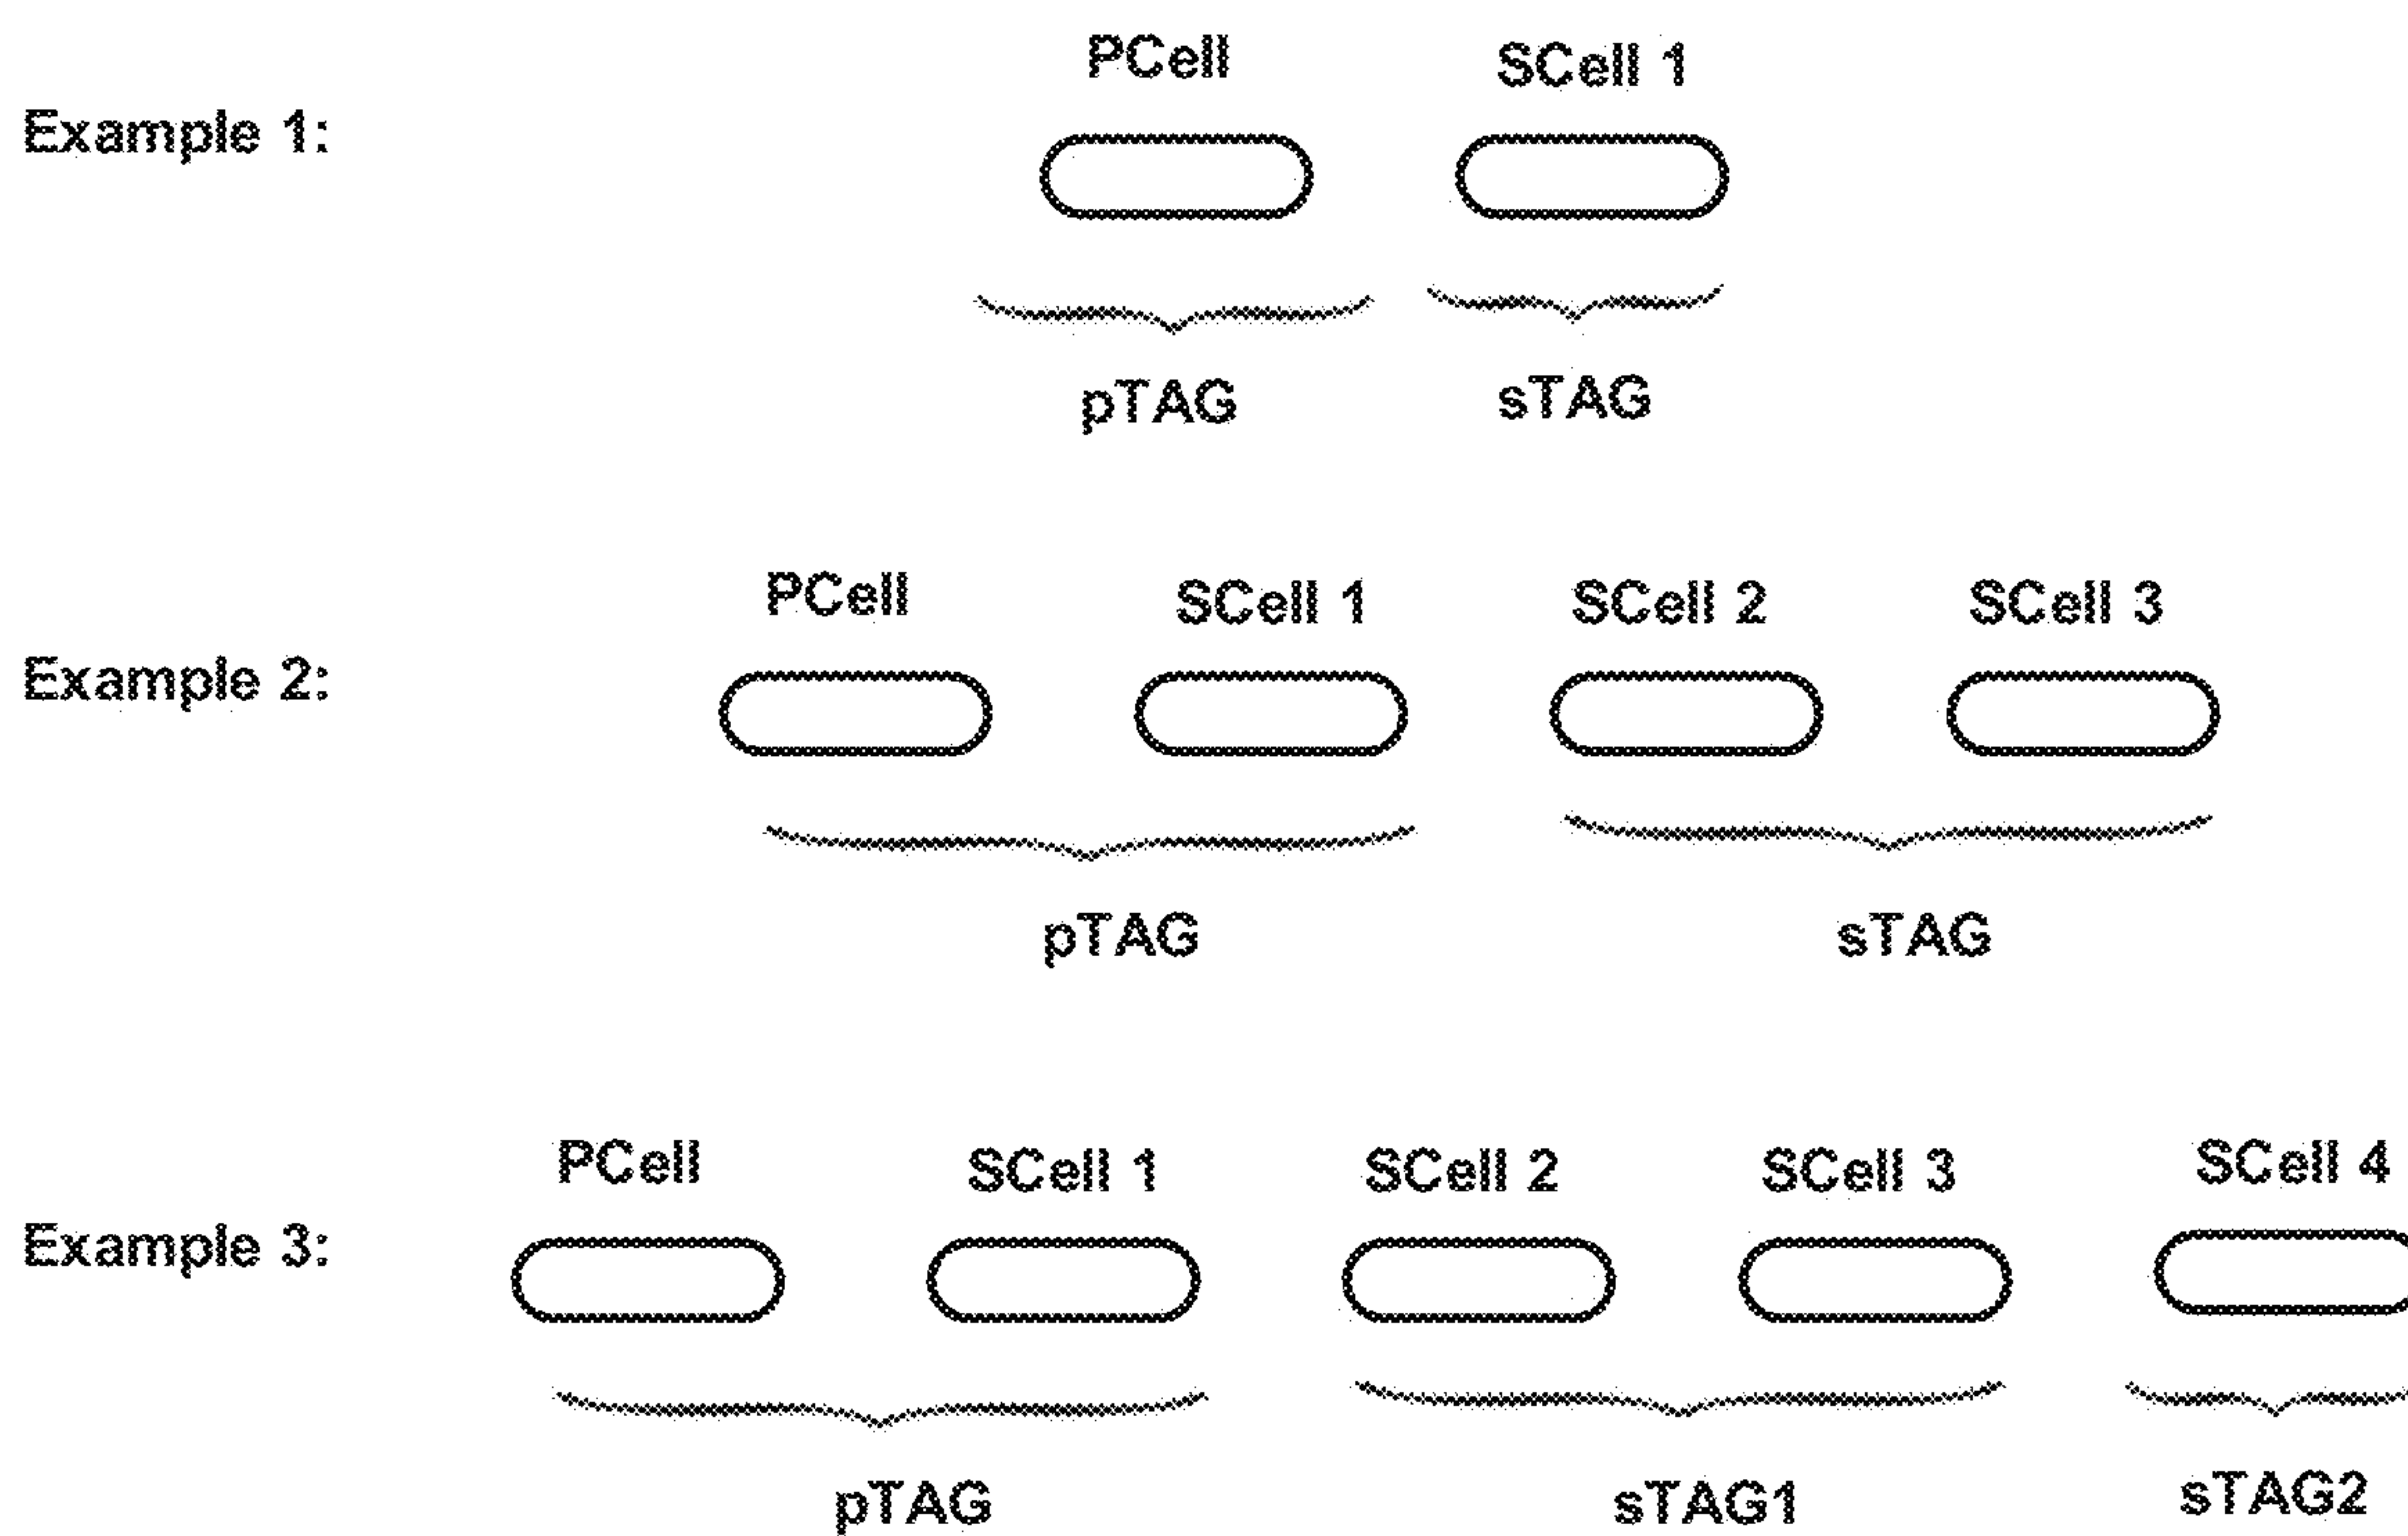 PCell SCell 1
Example 1:
pTAG sTAG
PCell SCell 1 SCell 2 SCell 3
Example 2:
pTAG sTAG
PCell SCell 1 SCell 2 SCell 3 SCell 4
Example 3:
pTAG sTAG1 sTAG2